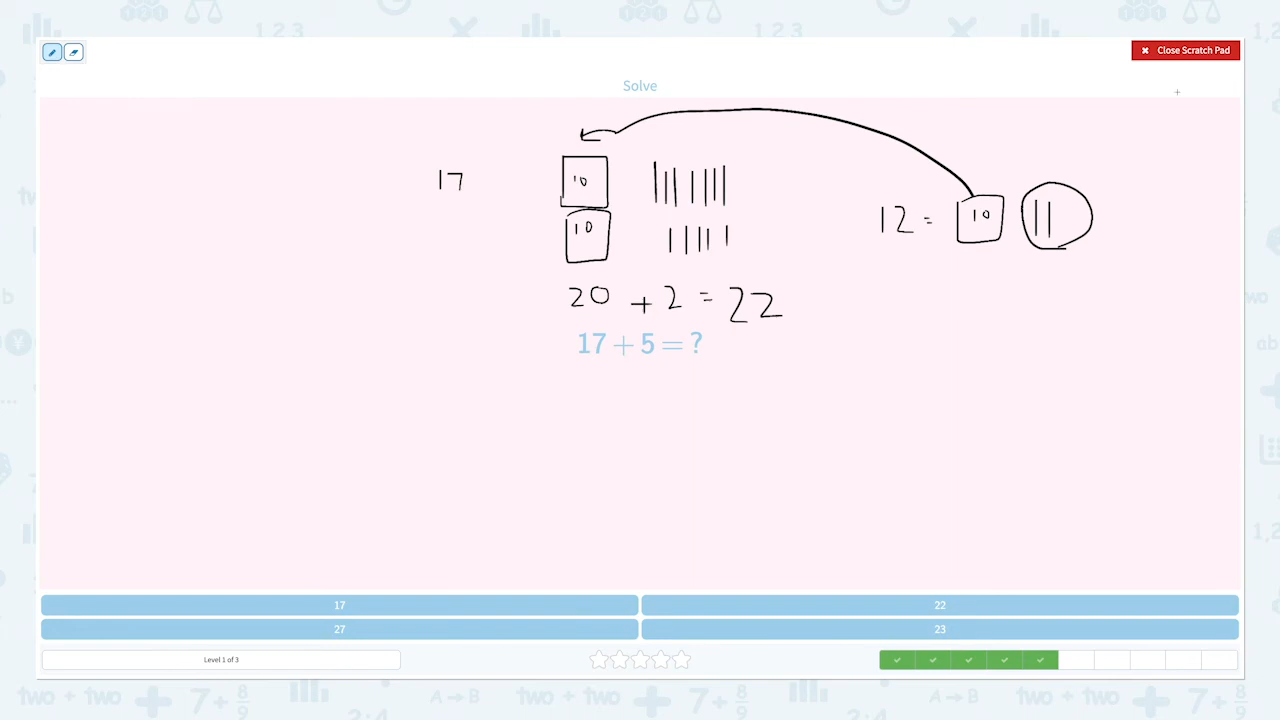 Close Scratch Pad
Solve
17
10
10
12 = 10
20 + 2 = 22
17 + 5 = ?
17
22
27
23
Level 1 of 3